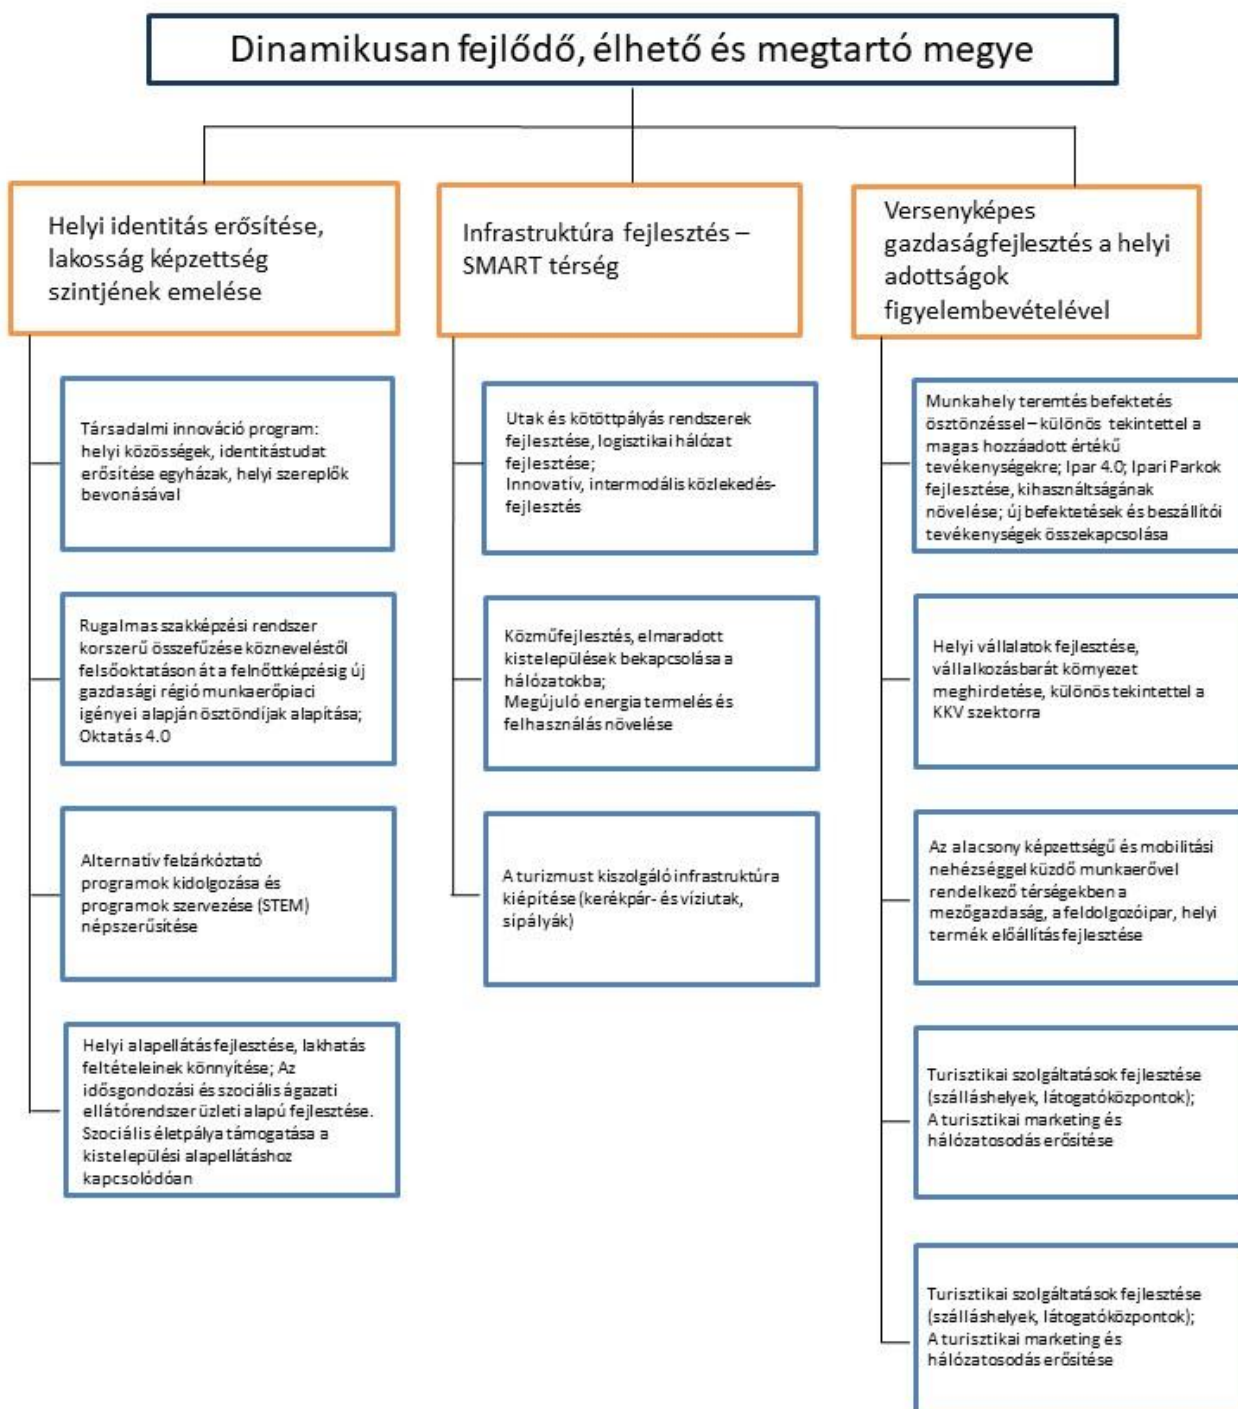 Dinamikusan fejlődő, élhető és megtartó megye
Helyi identitás erősítése,
lakosság képzettség
szintjének emelése
Társadalmi innováció program:
helyi közösségek, identitástudat
erősítése egyházak, helyi szereplők
bevonásával
Rugalmas szakképzési rendszer
korszerű összefűzése közneveléstől
felsőoktatáson át a felnőttképzésig új
gazdasági régió munkaerőpiaci
igényei alapján ösztöndíjak alapítása;
Oktatás 4.0
Alternatív felzárkóztató
programok kidolgozása és
programok szervezése (STEM)
népszerűsítése
Helyi alapellátás fejlesztése, lakhatás
feltételeinek könnyítése; Az
idősgondozási és szociális ágazati
ellátórendszer üzleti alapú fejlesztése.
Szociális életpálya támogatása a
kistelepülési alapellátáshoz
kapcsolódóan
Infrastruktúra fejlesztés –
SMART térség
Utak és kötöttpályás rendszerek
fejlesztése, logisztikai hálózat
fejlesztése;
Innovatív, intermodális közlekedés-
fejlesztés
Közműfejlesztés, elmaradott
kistelepülések bekapcsolása a
hálózatokba;
Megújuló energia termelés és
felhasználás növelése
A turizmust kiszolgáló infrastruktúra
kiépítése (kerékpár- és víziutak,
sípályák)
Versenyképes
gazdaságfejlesztés a helyi
adottságok
figyelembevételével
Munkahely teremtés befektetés
ösztönzéssel – különös tekintettel a
magas hozzáadott értékű
tevékenységekre; Ipar 4.0; Ipari Parkok
fejlesztése, kihasználtságának
növelése; új befektetések és beszállítói
tevékenységek összekapcsolása
Helyi vállalatok fejlesztése,
vállalkozásbarát környezet
meghirdetése, különös tekintettel a
KKV szektorra
Az alacsony képzettségű és mobilitási
nehézséggel küzdő munkaerővel
rendelkező térségekben a
mezőgazdaság, a feldolgozóipar, helyi
termék előállítás fejlesztése
Turisztikai szolgáltatások fejlesztése
(szálláshelyek, látogatóközpontok);
A turisztikai marketing és
hálózatosodás erősítése
Turisztikai szolgáltatások fejlesztése
(szálláshelyek, látogatóközpontok);
A turisztikai marketing és
hálózatosodás erősítése